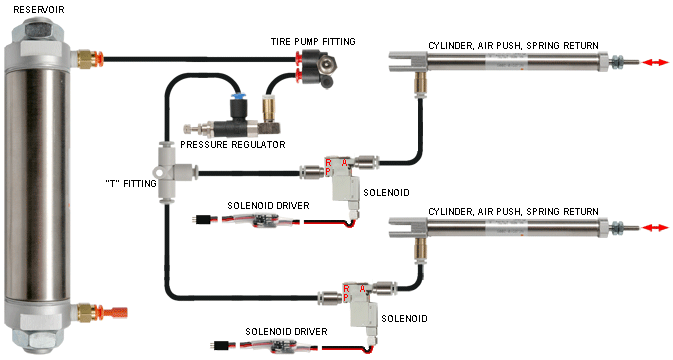 RESERVOIR
TIRE PUMP FITTING
CYLINDER, AIR PUSH, SPRING RETURN
PRESSURE REGULATOR
R A
P
"T" FITTING
SOLENOID
SOLENOID DRIVER
CYLINDER, AIR PUSH, SPRING RETURN
R A
P
SOLENOID
SOLENOID DRIVER